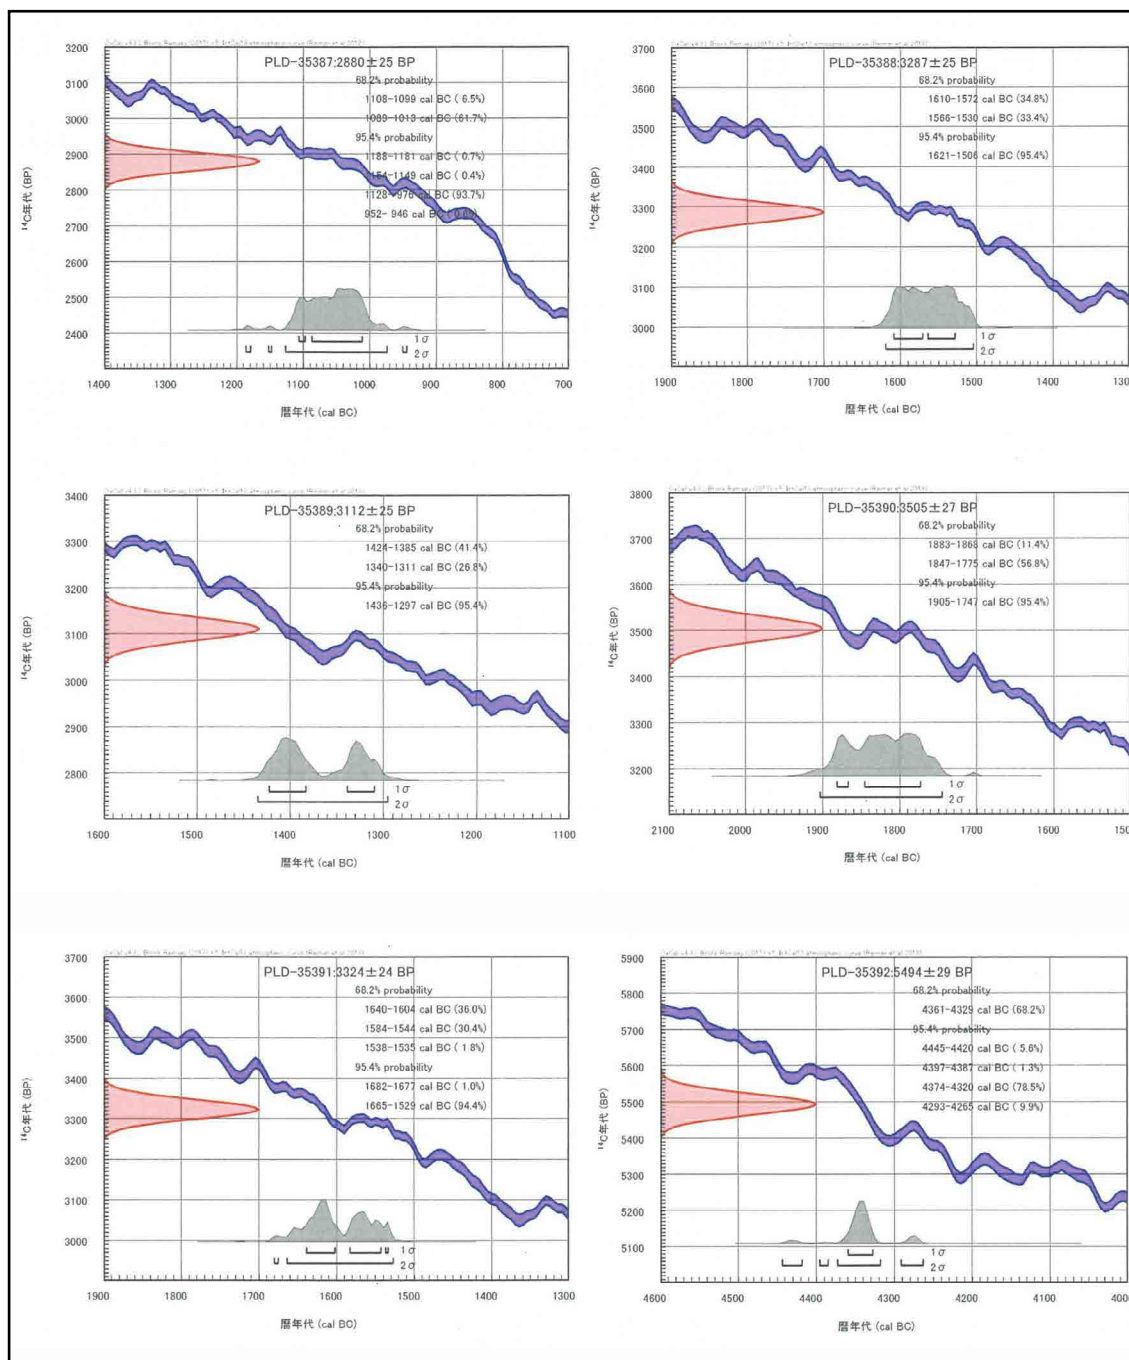 PLD-35387:2880±25 BP
68.2% probability
1108-1099 cal BC ( 6.5%)
1089-1013 cal BC (61.7%)
95.4% probability
1188-1181 cal BC ( 0.7%)
1154-1149 cal BC ( 0.4%)
1128-976 cal BC (93.7%)
952- 946 cal BC ( 0.6%)
3200
3100
3000
2900
2800
2700
2600
2500
2400
¹⁴C年代 (BP)
1σ
2σ
1400 1300 1200 1100 1000 900 800 700
暦年代 (cal BC)
PLD-35388:3287±25 BP
68.2% probability
1610-1572 cal BC (34.8%)
1566-1530 cal BC (33.4%)
95.4% probability
1621-1506 cal BC (95.4%)
3700
3600
3500
3400
3300
3200
3100
3000
¹⁴C年代 (BP)
1σ
2σ
1900 1800 1700 1600 1500 1400 1300
暦年代 (cal BC)
PLD-35389:3112±25 BP
68.2% probability
1424-1385 cal BC (41.4%)
1340-1311 cal BC (26.8%)
95.4% probability
1436-1297 cal BC (95.4%)
3400
3300
3200
3100
3000
2900
2800
¹⁴C年代 (BP)
1σ
2σ
1600 1500 1400 1300 1200 1100
暦年代 (cal BC)
PLD-35390:3505±27 BP
68.2% probability
1883-1868 cal BC (11.4%)
1847-1775 cal BC (56.8%)
95.4% probability
1905-1747 cal BC (95.4%)
3800
3700
3600
3500
3400
3300
3200
¹⁴C年代 (BP)
1σ
2σ
2100 2000 1900 1800 1700 1600 1500
暦年代 (cal BC)
PLD-35391:3324±24 BP
68.2% probability
1640-1604 cal BC (36.0%)
1584-1544 cal BC (30.4%)
1538-1535 cal BC ( 1.8%)
95.4% probability
1682-1677 cal BC ( 1.0%)
1665-1529 cal BC (94.4%)
3700
3600
3500
3400
3300
3200
3100
3000
¹⁴C年代 (BP)
1σ
2σ
1900 1800 1700 1600 1500 1400 1300
暦年代 (cal BC)
PLD-35392:5494±29 BP
68.2% probability
4361-4329 cal BC (68.2%)
95.4% probability
4445-4420 cal BC ( 5.6%)
4397-4387 cal BC ( 1.3%)
4374-4320 cal BC (78.5%)
4293-4265 cal BC ( 9.9%)
5900
5800
5700
5600
5500
5400
5300
5200
5100
¹⁴C年代 (BP)
1σ
2σ
4600 4500 4400 4300 4200 4100 4000
暦年代 (cal BC)